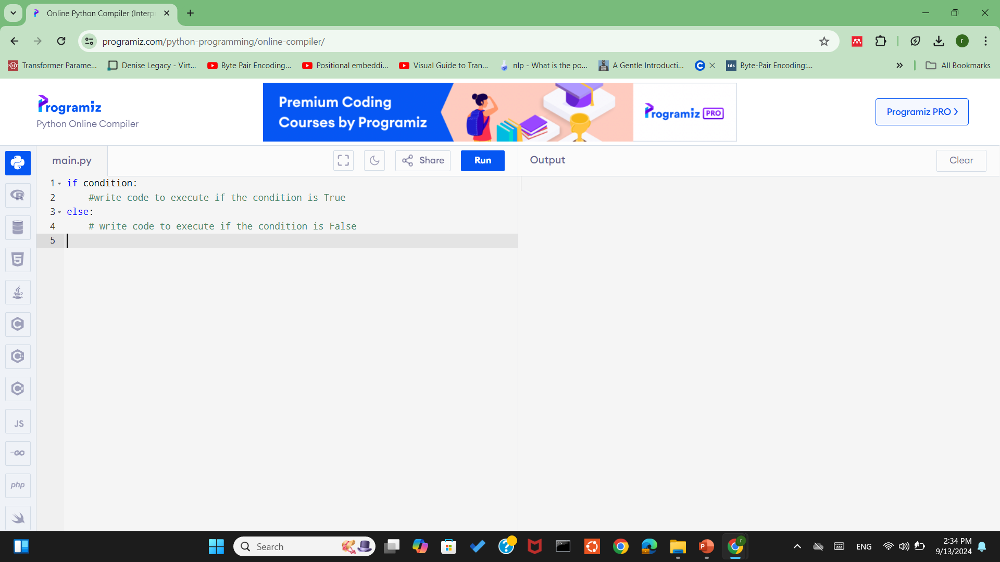 Online Python Compiler (Interp
programiz.com/python-programming/online-compiler/
r
Transformer Parame... Denise Legacy - Virt... Byte Pair Encoding... Positional embeddi... Visual Guide to Tran... nlp - What is the po... A Gentle Introducti... C tds Byte-Pair Encoding:... All Bookmarks
Programiz
Python Online Compiler
Premium Coding
Courses by Programiz
Programiz PRO
Programiz PRO >
main.py
Share
Run
Output
Clear
1 if condition:
2 #write code to execute if the condition is True
3 else:
4 # write code to execute if the condition is False
5
R
5
C
C
C
JS
GO
php
Search
ENG
2:34 PM
9/13/2024